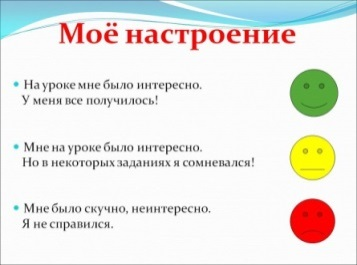 Моё настроение
На уроке мне было интересно.
У меня все получилось!
Мне на уроке было интересно.
Но в некоторых заданиях я сомневался!
Мне было скучно, неинтересно.
Я не справился.